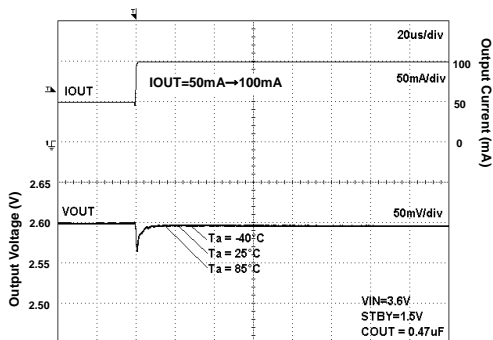 20us/div
IOUT=50mA→100mA
50mA/div
IOUT
100
50
0
Output Current (mA)
2.65
2.60
2.55
2.50
Output Voltage (V)
VOUT
50mV/div
Ta = -40°C
Ta = 25°C
Ta = 85°C
VIN=3.6V
STBY=1.5V
COUT = 0.47uF